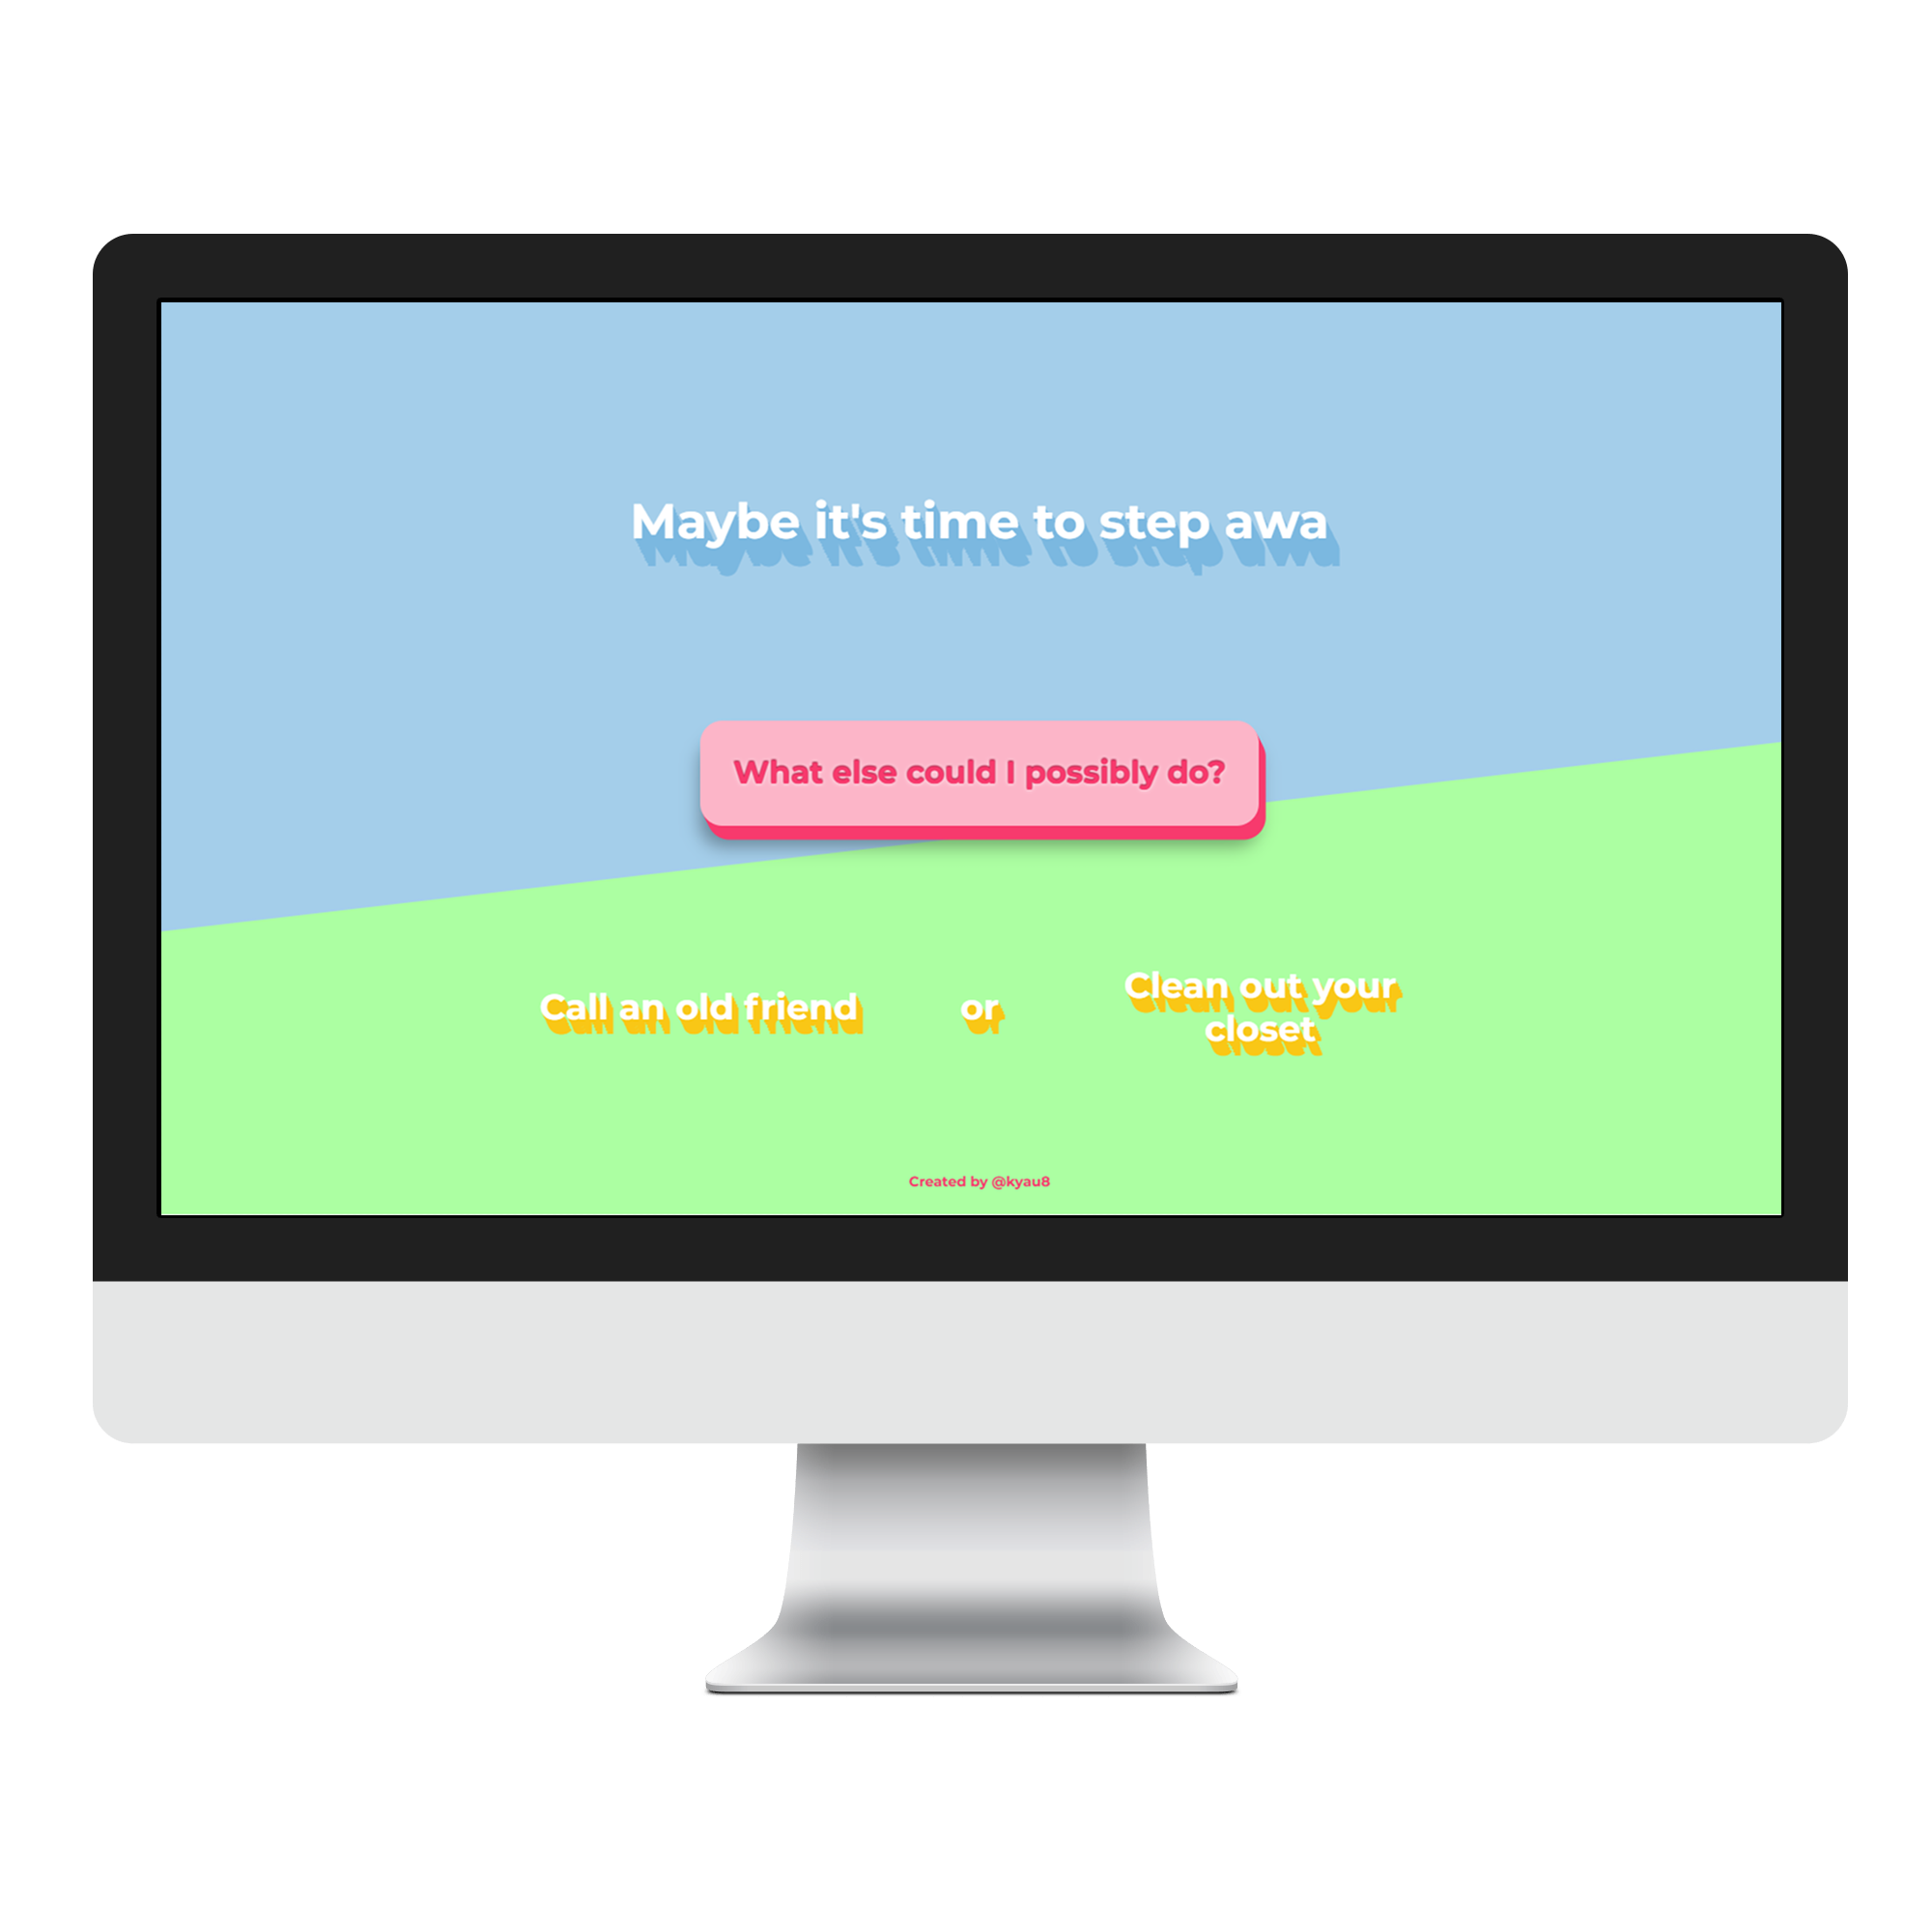 Maybe it's time to step awa
What else could I possibly do?
Call an old friend
or
Clean out your
closet
Created by @kyau8